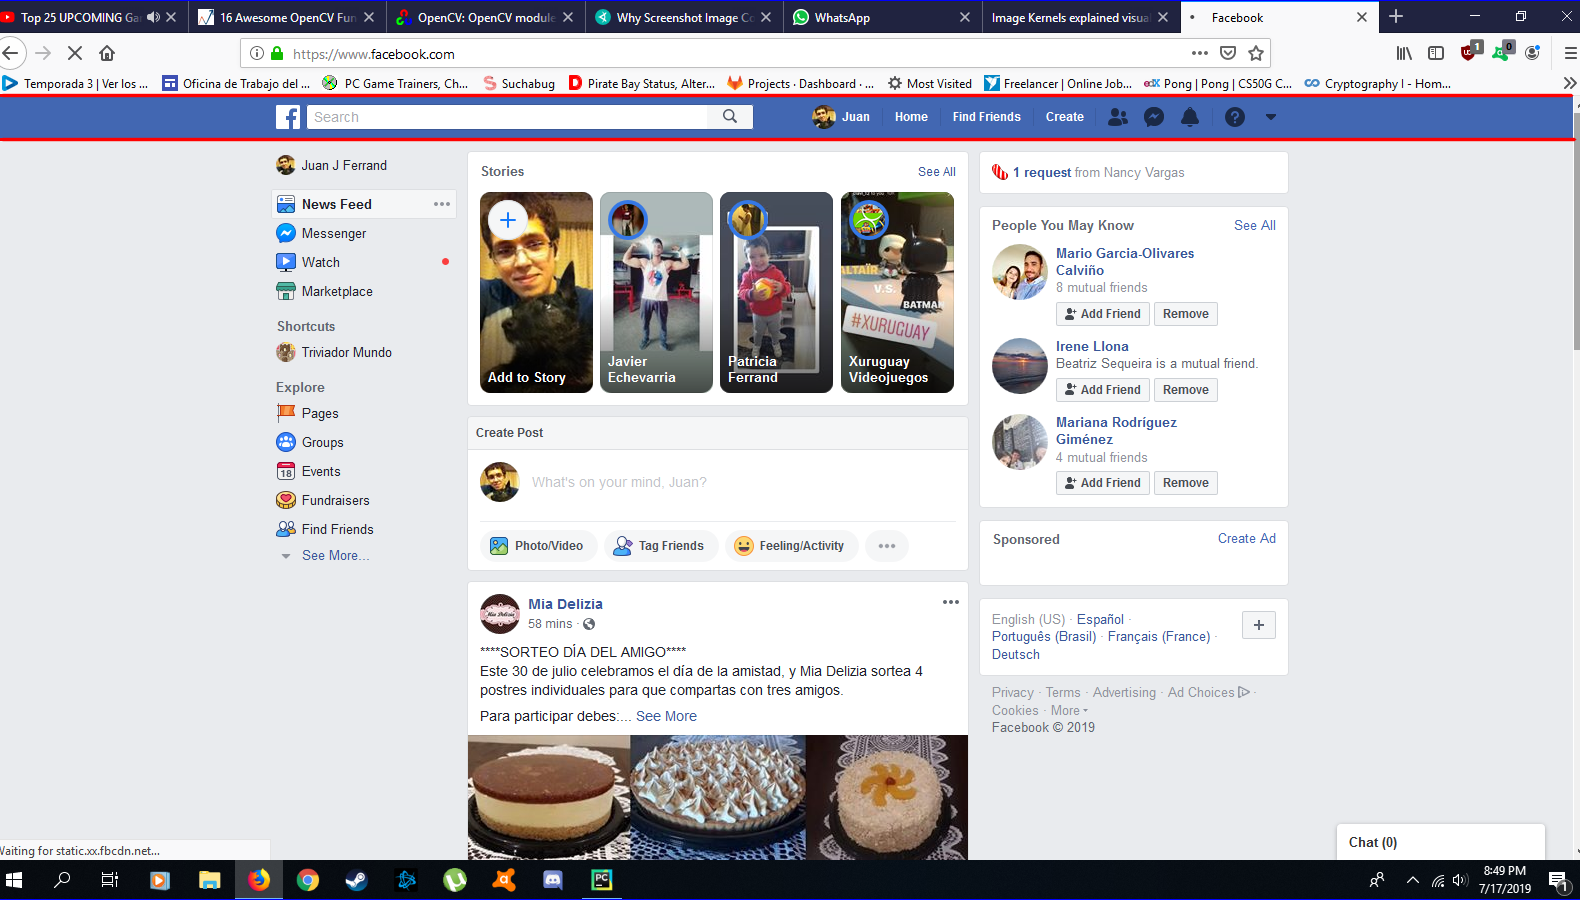 Top 25 UPCOMING Ga
16 Awesome OpenCV Fun
OpenCV: OpenCV module
Why Screenshot Image Co
WhatsApp
Image Kernels explained visual
Facebook
https://www.facebook.com
1
0
Temporada 3 | Ver los ...
Oficina de Trabajo del ...
PC Game Trainers, Ch...
Suchabug
Pirate Bay Status, Alter...
Projects · Dashboard · ...
Most Visited
Freelancer | Online Job...
edX
Pong | Pong | CS50G C...
Cryptography I - Hom...
Search
Juan
Home
Find Friends
Create
Juan J Ferrand
News Feed
Messenger
Watch
Marketplace
Shortcuts
Triviador Mundo
Explore
Pages
Groups
18
Events
Fundraisers
Find Friends
See More...
Stories
See All
Add to Story
Javier
Echevarria
Patricia
Ferrand
ALTAÏR
V.S.
BATMAN
#XURUGUAY
Xuruguay
Videojuegos
Create Post
What's on your mind, Juan?
Photo/Video
Tag Friends
Feeling/Activity
Mia Delizia
Mia Delizia
58 mins ·
****SORTEO DÍA DEL AMIGO****
Este 30 de julio celebramos el día de la amistad, y Mia Delizia sortea 4
postres individuales para que compartas con tres amigos.
Para participar debes:... See More
1 request from Nancy Vargas
People You May Know
See All
Mario Garcia-Olivares
Calviño
8 mutual friends
Add Friend
Remove
Irene Llona
Beatriz Sequeira is a mutual friend.
Add Friend
Remove
Mariana Rodríguez
Giménez
4 mutual friends
Add Friend
Remove
Sponsored
Create Ad
English (US) · Español ·
Português (Brasil) · Français (France) ·
Deutsch
Privacy · Terms · Advertising · Ad Choices ·
Cookies · More
Facebook © 2019
Chat (0)
Waiting for static.xx.fbcdn.net...
PC
8:49 PM
7/17/2019
1